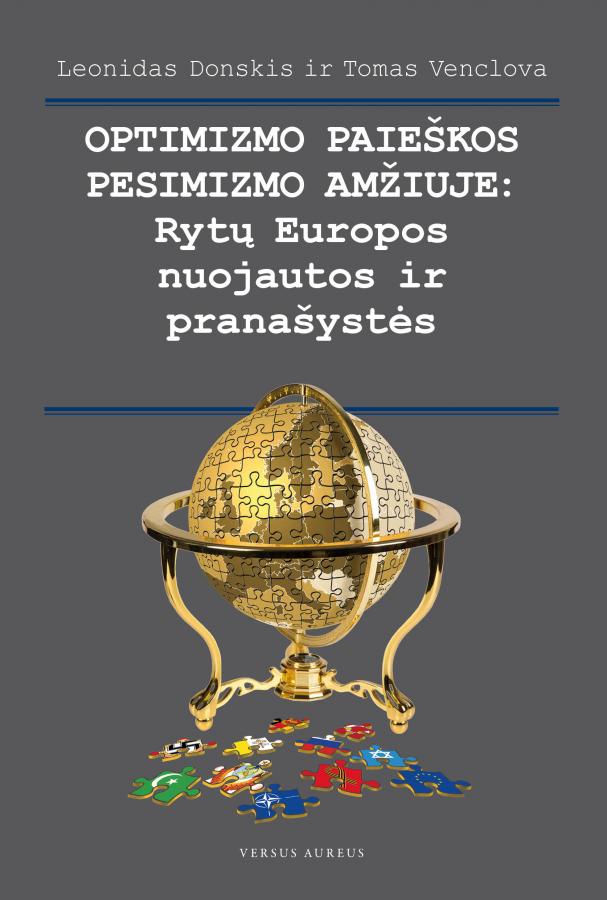 Leonidas Donskis ir Tomas Venclova
OPTIMIZMO PAIEŠKOS
PESIMIZMO AMŽIUJE:
Rytų Europos
nuojautos ir
pranašystės
VERSUS AUREUS